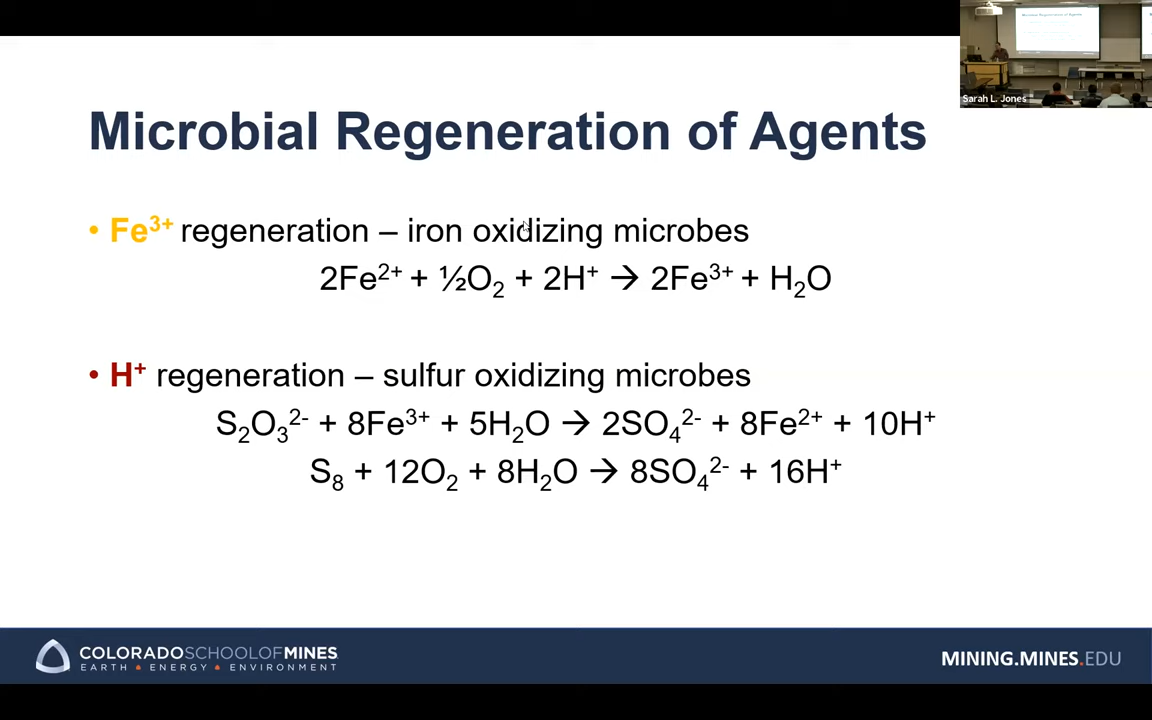 Sarah L. Jones
Microbial Regeneration of Agents
• Fe³⁺ regeneration – iron oxidizing microbes
2Fe²⁺ + ½O₂ + 2H⁺ → 2Fe³⁺ + H₂O
• H⁺ regeneration – sulfur oxidizing microbes
S₂O₃²⁻ + 8Fe³⁺ + 5H₂O → 2SO₄²⁻ + 8Fe²⁺ + 10H⁺
S₈ + 12O₂ + 8H₂O → 8SO₄²⁻ + 16H⁺
COLORADOSCHOOLOFMINES
EARTH • ENERGY • ENVIRONMENT
MINING.MINES.EDU